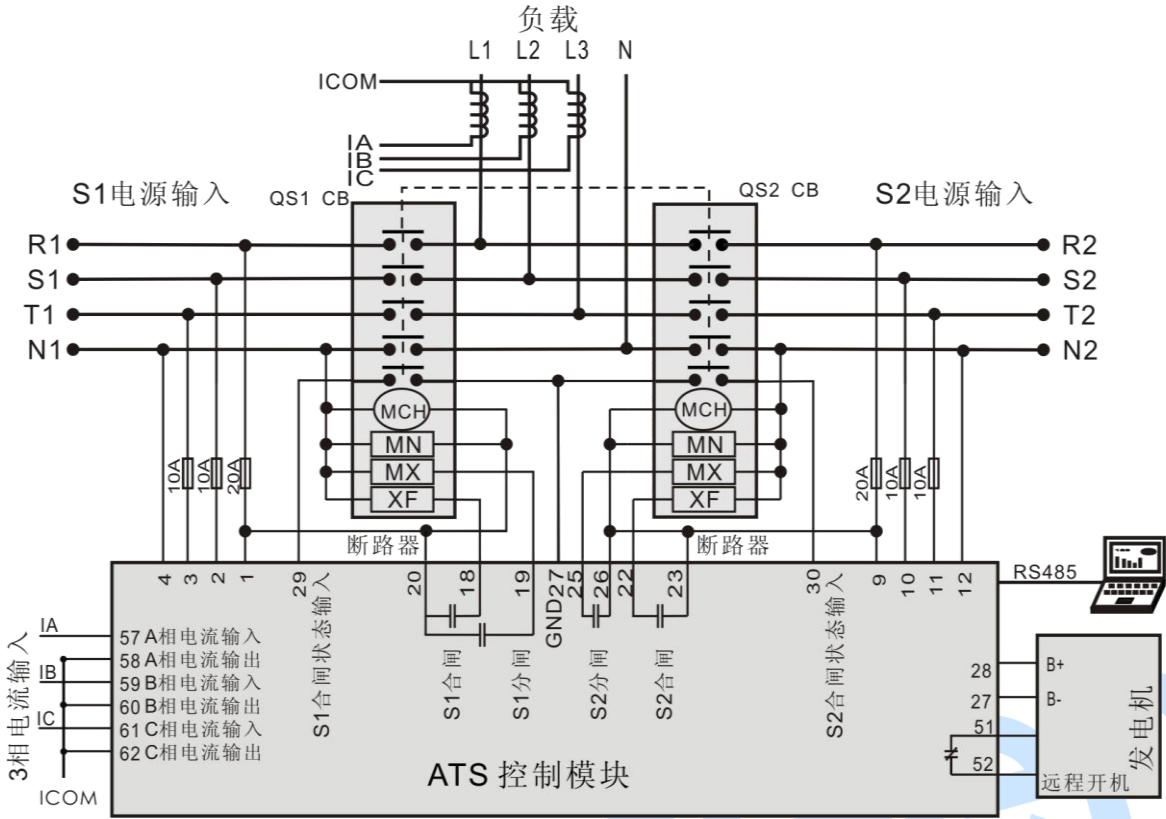 负载
L1 L2 L3 N
ICOM
IA
IB
IC
S1电源输入
QS1 CB
QS2 CB
S2电源输入
R1
R2
S1
S2
T1
T2
N1
N2
MCH
MCH
MN
MN
MX
MX
XF
XF
10A 10A 20A
20A 10A 10A
断路器
断路器
4 3 2 1 29 20 18 19 27 25 26 22 23 30 9 10 11 12
GND
S1合闸状态输入
S1合闸
S1分闸
S2分闸
S2合闸
S2合闸状态输入
RS485
3相电流输入
IA
57 A相电流输入
58 A相电流输出
IB
59 B相电流输入
60 B相电流输出
IC
61 C相电流输入
62 C相电流输出
ICOM
ATS 控制模块
28
B+
27
B-
51
52
发电机
远程开机